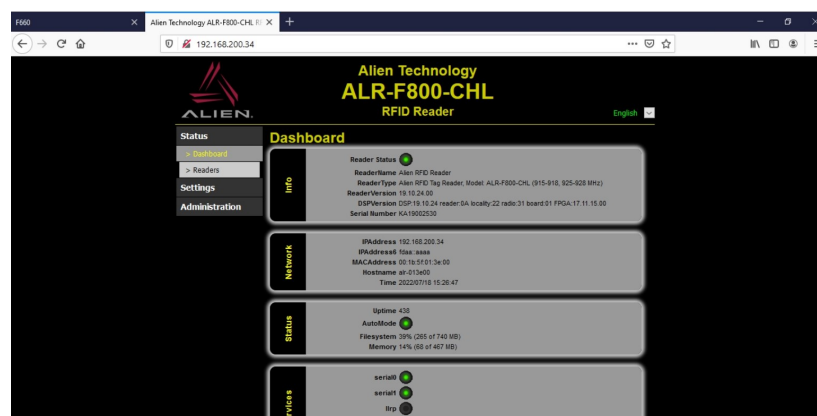 F660
Alien Technology ALR-F800-CHL RF
192.168.200.34
Alien Technology
ALR-F800-CHL
RFID Reader
ALIEN.
English
Status
> Dashboard
> Readers
Settings
Administration
Dashboard
Info
Reader Status
ReaderName Alien RFID Reader
ReaderType Alien RFID Tag Reader, Model: ALR-F800-CHL (915-918, 925-928 MHz)
ReaderVersion 19.10.24.00
DSPVersion DSP:19.10.24 reader:0A locality:22 radio:31 board:01 FPGA:17.11.15.00
Serial Number KA19002530
Network
IPAddress 192.168.200.34
IPAddress6 fdaa::aaaa
MACAddress 00:1b:5f:01:3e:00
Hostname alr-013e00
Time 2022/07/18 15:26:47
Status
Uptime 438
AutoMode
Filesystem 39% (265 of 740 MB)
Memory 14% (68 of 467 MB)
serial0
serial1
llrp